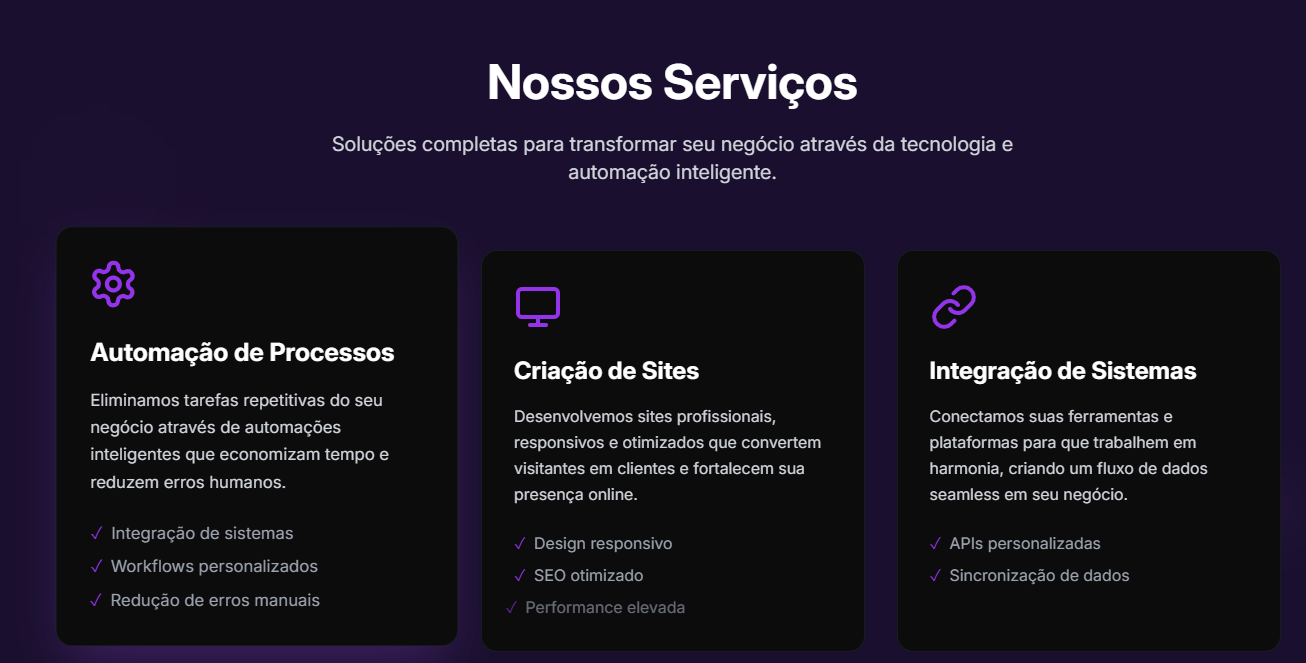 Nossos Serviços
Soluções completas para transformar seu negócio através da tecnologia e
automação inteligente.
Automação de Processos
Eliminamos tarefas repetitivas do seu
negócio através de automações
inteligentes que economizam tempo e
reduzem erros humanos.
✓ Integração de sistemas
✓ Workflows personalizados
✓ Redução de erros manuais
Criação de Sites
Desenvolvemos sites profissionais,
responsivos e otimizados que convertem
visitantes em clientes e fortalecem sua
presença online.
✓ Design responsivo
✓ SEO otimizado
✓ Performance elevada
Integração de Sistemas
Conectamos suas ferramentas e
plataformas para que trabalhem em
harmonia, criando um fluxo de dados
seamless em seu negócio.
✓ APIs personalizadas
✓ Sincronização de dados